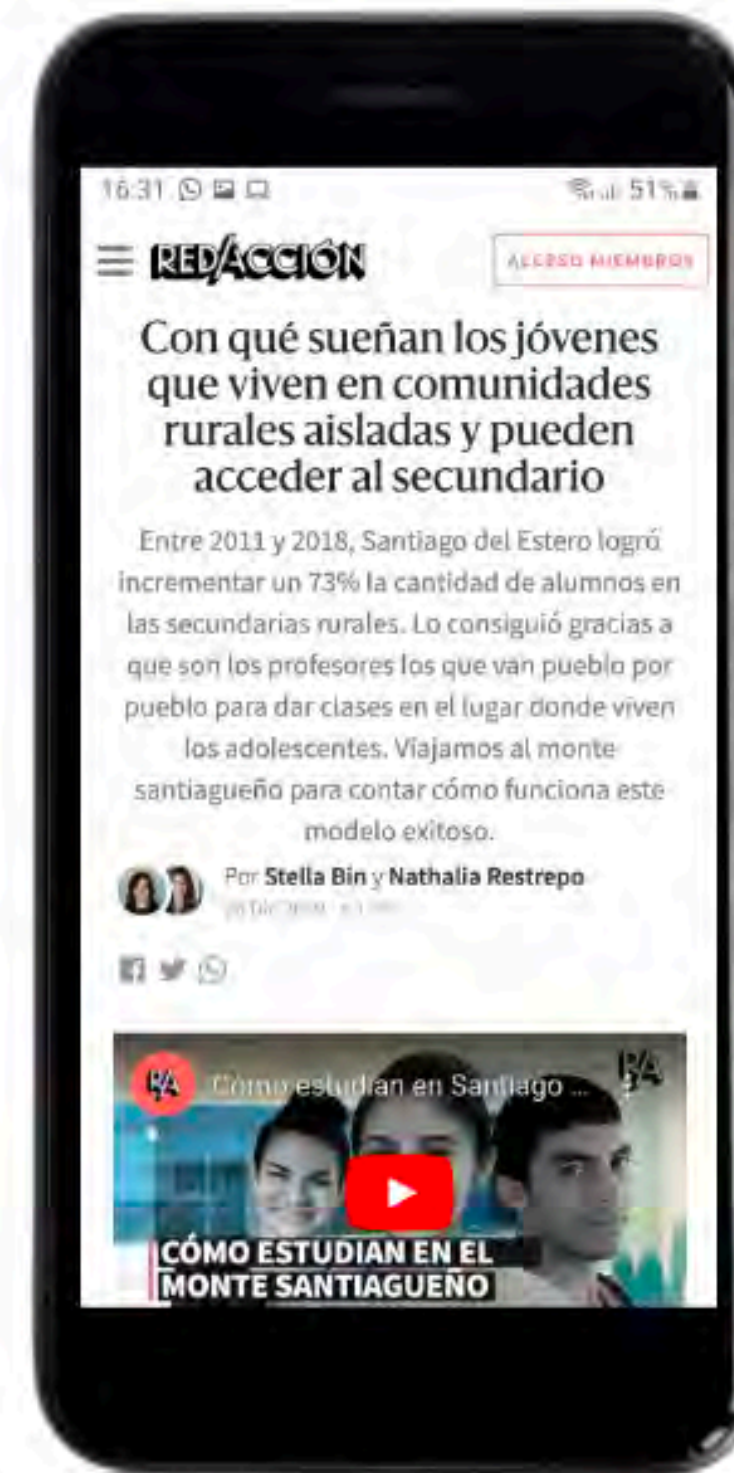 16:31 51%
RED/ACCIÓN
ACCESO MIEMBROS
Con qué sueñan los jóvenes
que viven en comunidades
rurales aisladas y pueden
acceder al secundario
Entre 2011 y 2018, Santiago del Estero logró
incrementar un 73% la cantidad de alumnos en
las secundarias rurales. Lo consiguió gracias a
que son los profesores los que van pueblo por
pueblo para dar clases en el lugar donde viven
los adolescentes. Viajamos al monte
santiagueño para contar cómo funciona este
modelo exitoso.
Por Stella Bin y Nathalia Restrepo
R/A Cómo estudian en Santiago ... R/A
CÓMO ESTUDIAN EN EL
MONTE SANTIAGUEÑO